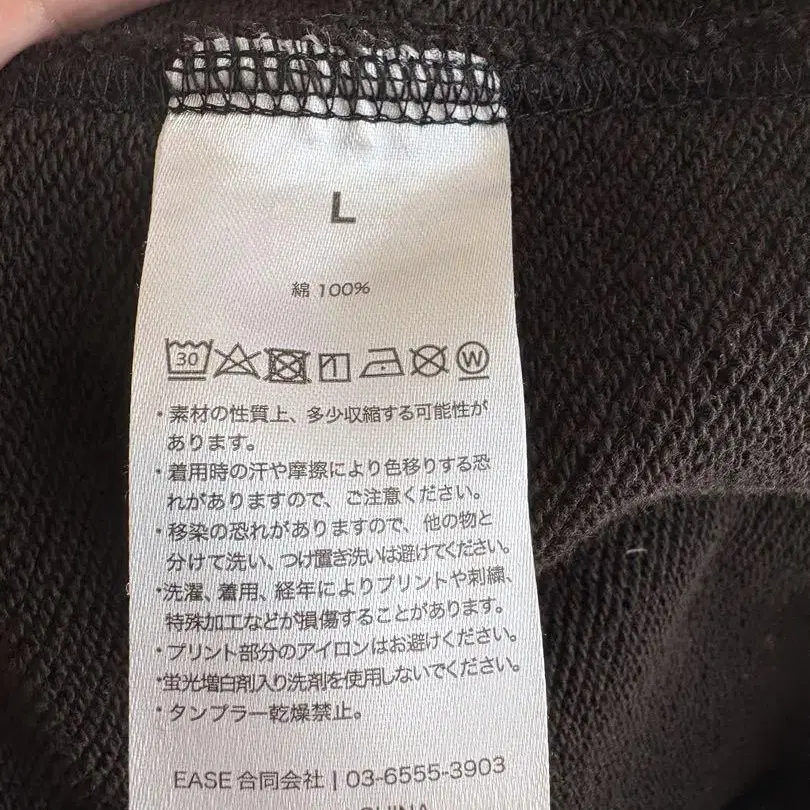 L
綿 100%
30 W
・素材の性質上、多少収縮する可能性が
あります。
・着用時の汗や摩擦により色移りする恐
れがありますので、ご注意ください。
・移染の恐れがありますので、他の物と
分けて洗い、つけ置き洗いは避けてください。
・洗濯、着用、経年によりプリントや刺繍、
特殊加工などが損傷することがあります。
・プリント部分のアイロンはお避けください。
・蛍光増白剤入り洗剤を使用しないでください。
・タンプラー乾燥禁止。
EASE 合同会社 | 03-6555-3903
CHINA